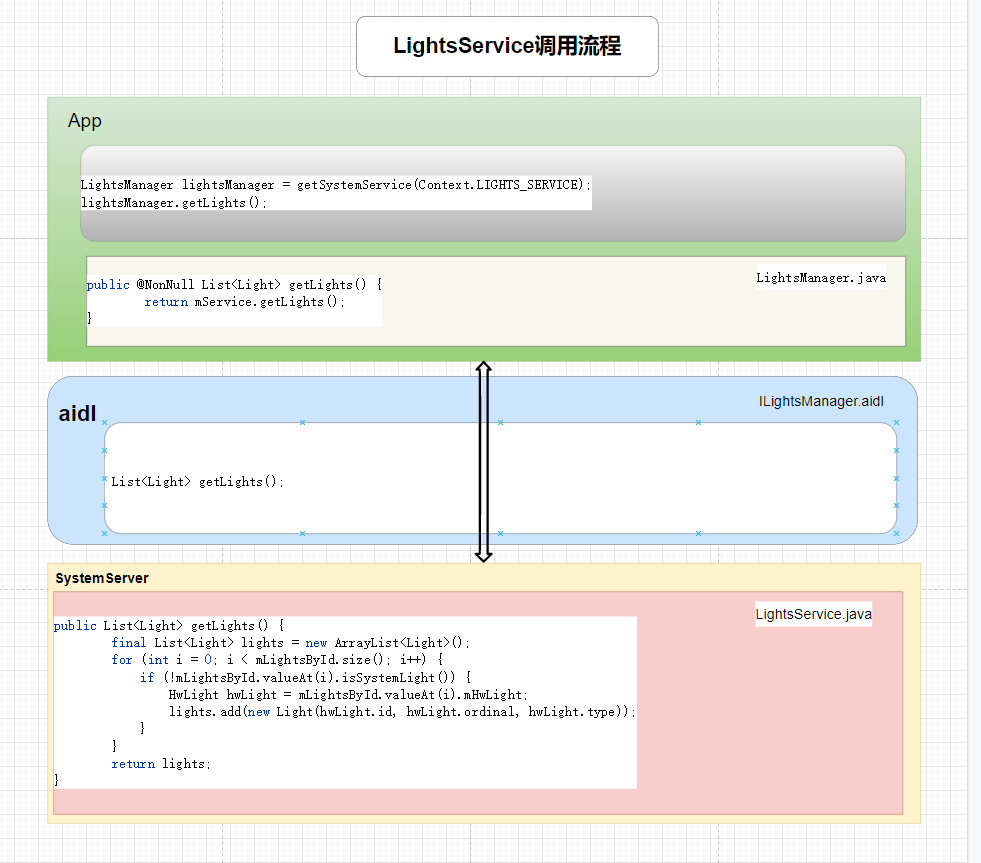 LightsService调用流程
App
LightsManager lightsManager = getSystemService(Context.LIGHTS_SERVICE);
lightsManager.getLights();
LightsManager.java
public @NonNull List<Light> getLights() {
        return mService.getLights();
}
ILightsManager.aidl
aidl
List<Light> getLights();
SystemServer
LightsService.java
public List<Light> getLights() {
        final List<Light> lights = new ArrayList<Light>();
        for (int i = 0; i < mLightsById.size(); i++) {
            if (!mLightsById.valueAt(i).isSystemLight()) {
                HwLight hwLight = mLightsById.valueAt(i).mHwLight;
                lights.add(new Light(hwLight.id, hwLight.ordinal, hwLight.type));
            }
        }
        return lights;
}